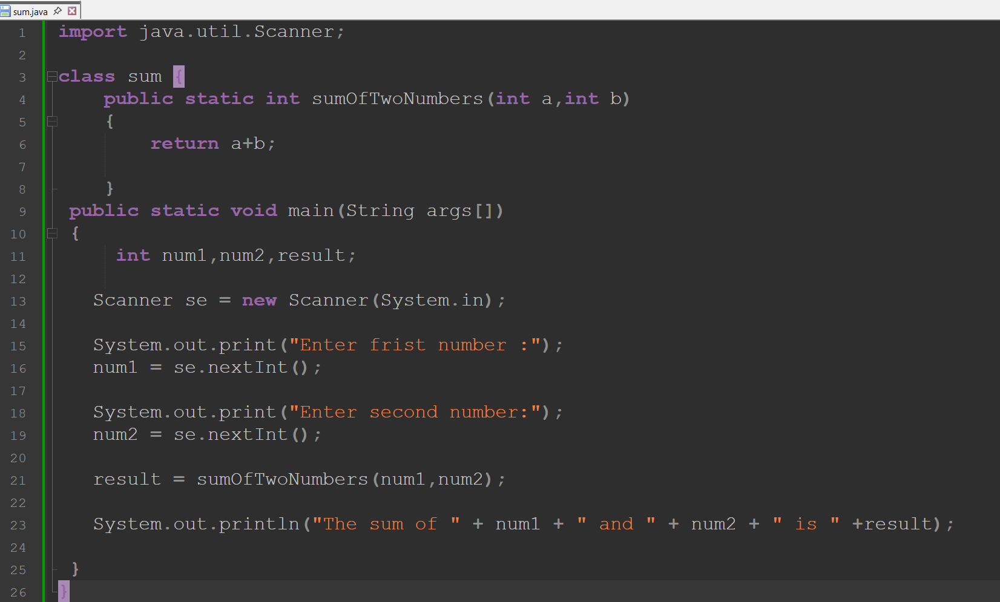 sum.java
1 import java.util.Scanner;
2
3 class sum {
4 public static int sumOfTwoNumbers(int a,int b)
5 {
6 return a+b;
7
8 }
9 public static void main(String args[])
10 {
11 int num1,num2,result;
12
13 Scanner se = new Scanner(System.in);
14
15 System.out.print("Enter frist number :");
16 num1 = se.nextInt();
17
18 System.out.print("Enter second number:");
19 num2 = se.nextInt();
20
21 result = sumOfTwoNumbers(num1,num2);
22
23 System.out.println("The sum of " + num1 + " and " + num2 + " is " +result);
24
25 }
26 }